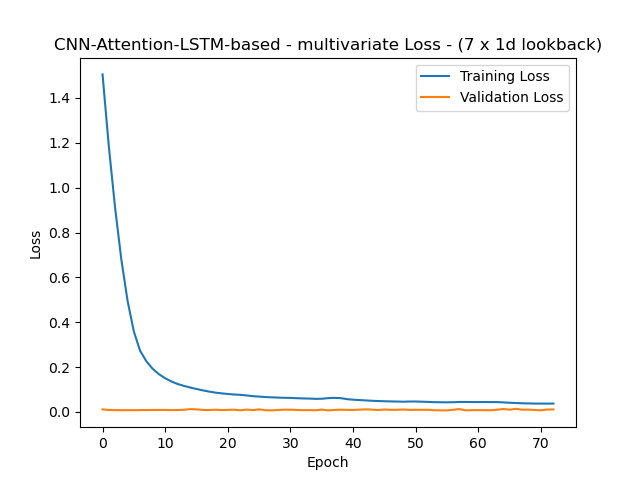 CNN-Attention-LSTM-based - multivariate Loss - (7 x 1d lookback)
Training Loss
Validation Loss
1.4
1.2
1.0
0.8
0.6
0.4
0.2
0.0
Loss
0 10 20 30 40 50 60 70
Epoch